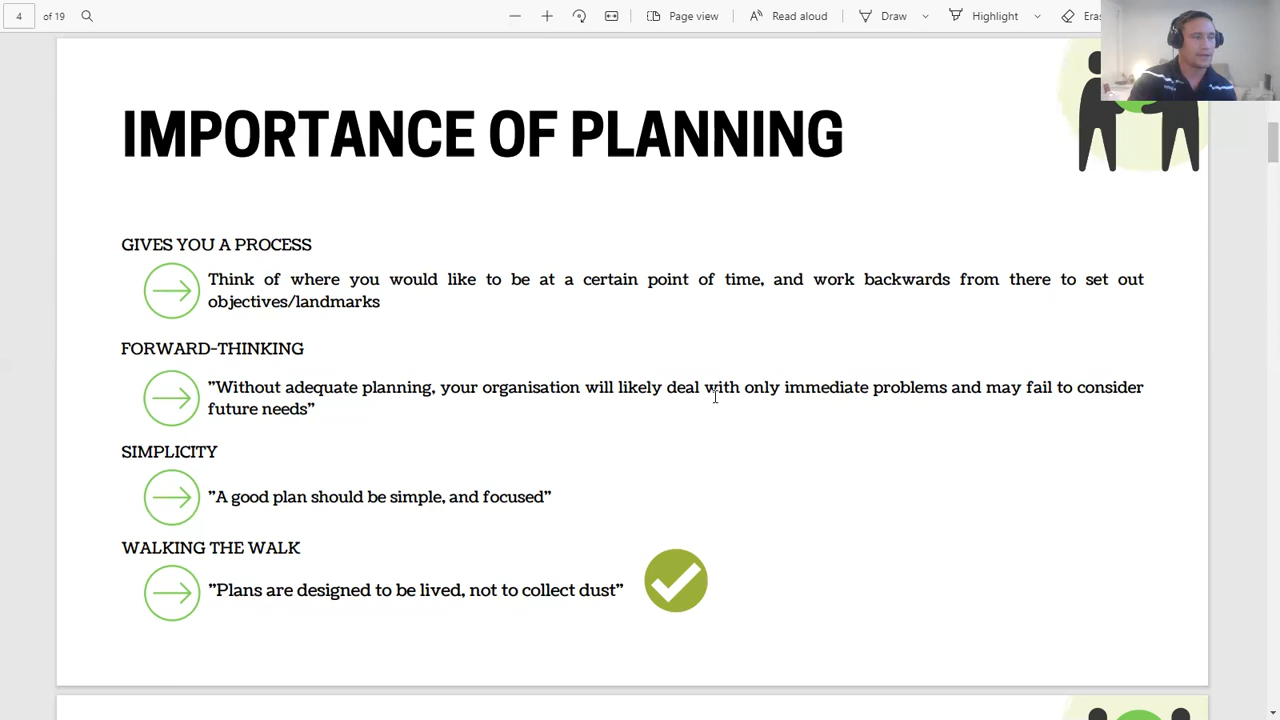 4 of 19 Page view Read aloud Draw Highlight
IMPORTANCE OF PLANNING
GIVES YOU A PROCESS
Think of where you would like to be at a certain point of time, and work backwards from there to set out
objectives/landmarks
FORWARD-THINKING
"Without adequate planning, your organisation will likely deal with only immediate problems and may fail to consider
future needs"
SIMPLICITY
"A good plan should be simple, and focused"
WALKING THE WALK
"Plans are designed to be lived, not to collect dust"